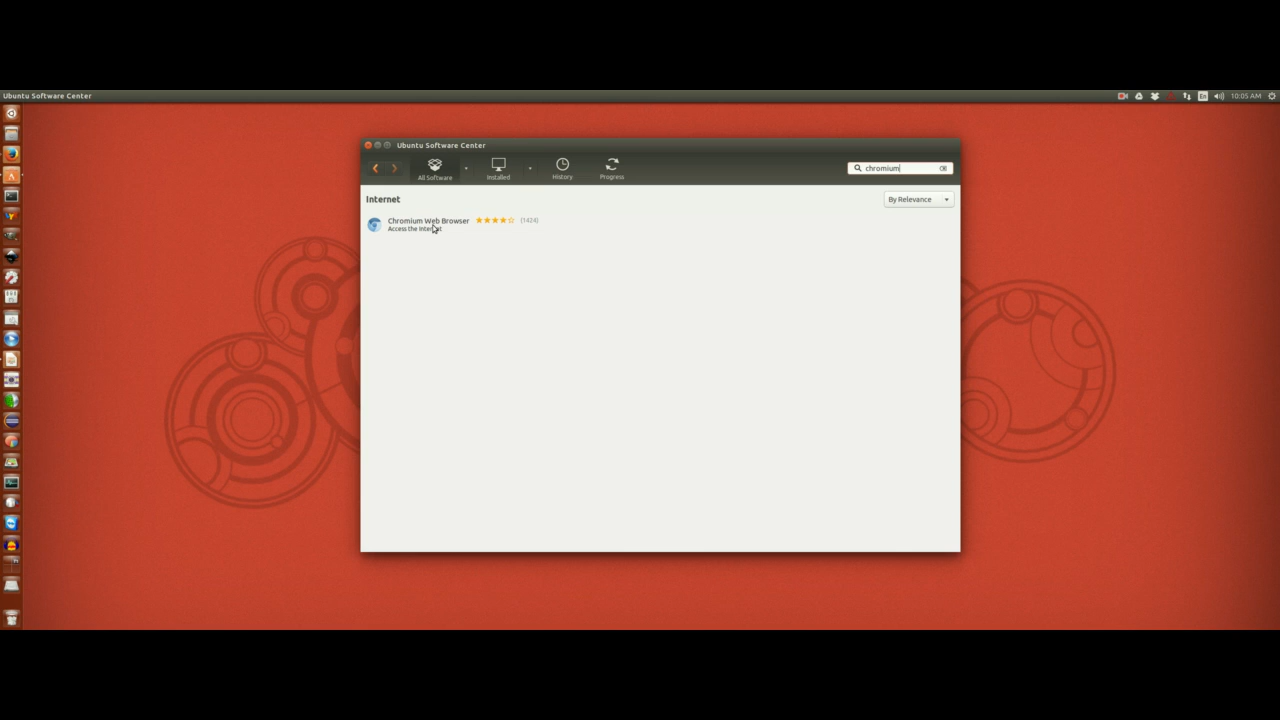 Ubuntu Software Center
En
10:05 AM
Ubuntu Software Center
All Software
Installed
History
Progress
chromium
Internet
By Relevance
Chromium Web Browser
(1424)
Access the Internet